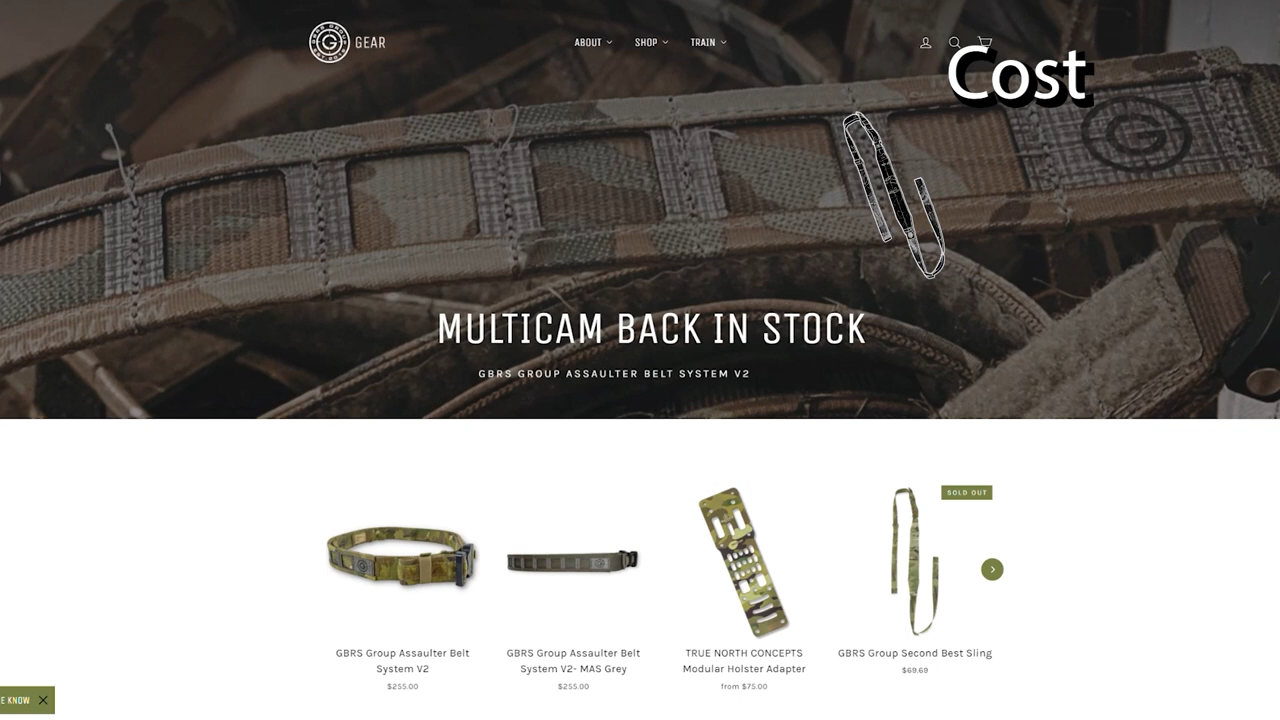 GEAR
ABOUT
SHOP
TRAIN
Cost
G
MULTICAM BACK IN STOCK
GBRS GROUP ASSAULTER BELT SYSTEM V2
SOLD OUT
GBRS Group Assaulter Belt
System V2
$255.00
GBRS Group Assaulter Belt
System V2- MAS Grey
$255.00
TRUE NORTH CONCEPTS
Modular Holster Adapter
from $75.00
GBRS Group Second Best Sling
$69.69
E KNOW